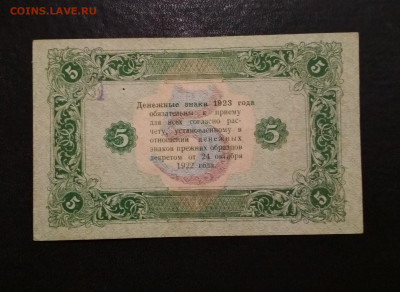 COINS.LAVE.RU
5 5
Денежные знаки 1923 года
обязательны к приему
для всех согласно рас-
чету, установленному в
5 отношении денежных 5
знаков прежних образцов
декретом от 24 октября
1922 года.
5 5